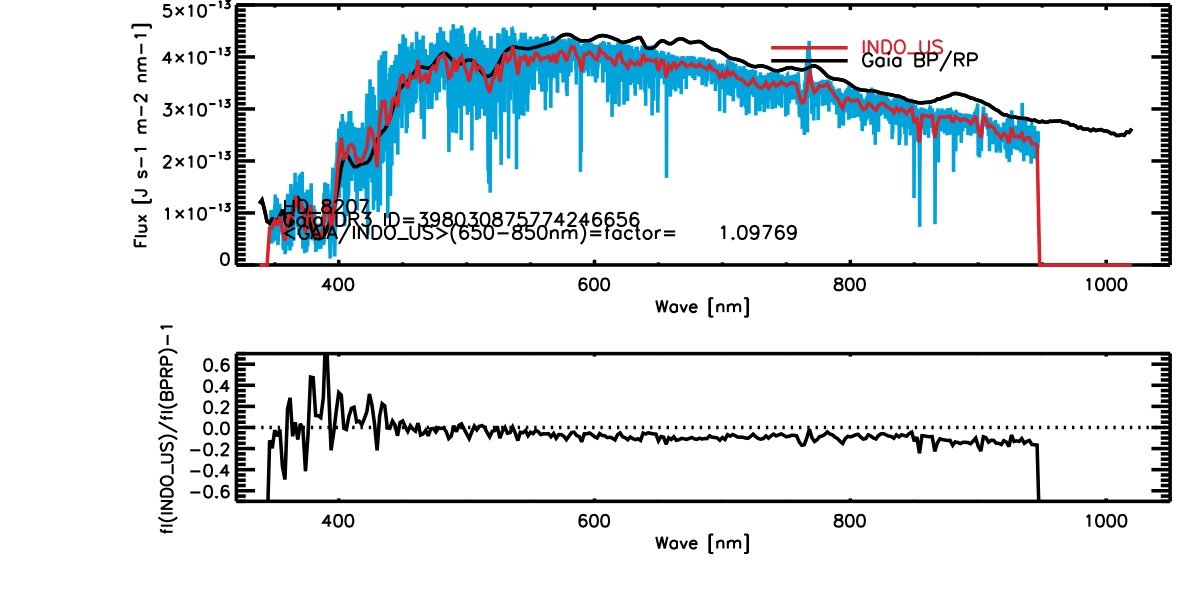 5×10−13
4×10−13
3×10−13
2×10−13
1×10−13
0
Flux [J s−1 m−2 nm−1]
INDO_US
Gaia BP/RP
HD_8207
Gaia DR3 ID=398030875774246656
<GAIA/INDO_US>(650−850nm)=factor= 1.09769
400 600 800 1000
Wave [nm]
fl(INDO_US)/fl(BPRP)−1
0.6
0.4
0.2
0.0
−0.2
−0.4
−0.6
400 600 800 1000
Wave [nm]